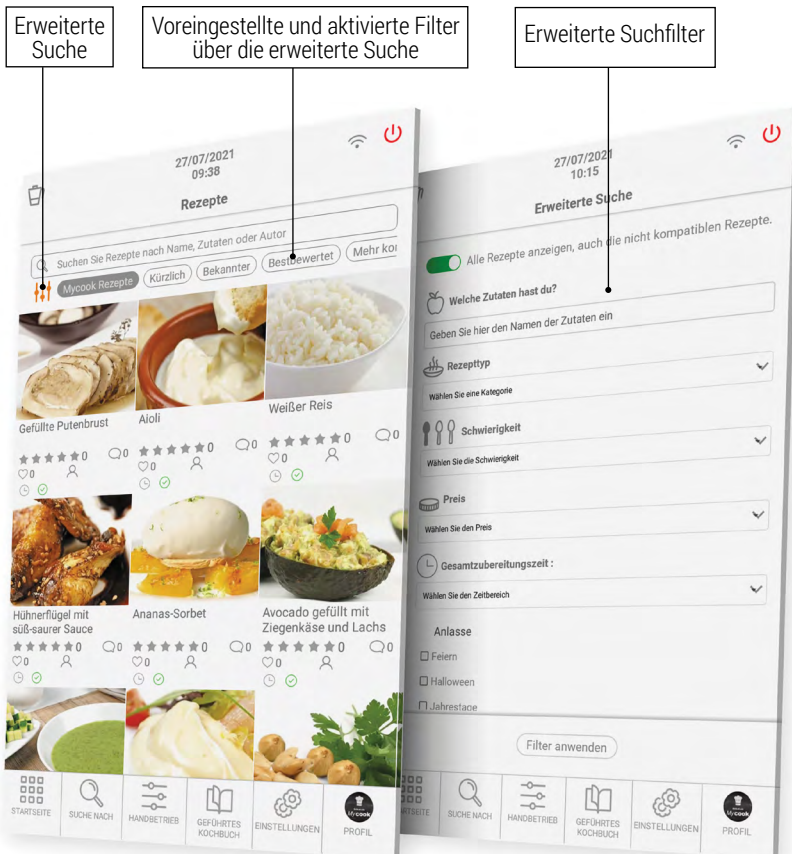 Erweiterte
Suche
Voreingestellte und aktivierte Filter
über die erweiterte Suche
Erweiterte Suchfilter
27/07/2021
09:38
Rezepte
Suchen Sie Rezepte nach Name, Zutaten oder Autor
Mycook Rezepte
Kürzlich
Bekannter
Bestbewertet
Mehr kor
Gefüllte Putenbrust
Aioli
Weißer Reis
0
0
0
0
0
0
0
0
0
Hühnerflügel mit
süß-saurer Sauce
Ananas-Sorbet
Avocado gefüllt mit
Ziegenkäse und Lachs
0
0
0
0
0
0
0
0
0
STARTSEITE
SUCHE NACH
HANDBETRIEB
GEFÜHRTES
KOCHBUCH
EINSTELLUNGEN
Mycook
PROFIL
27/07/2021
10:15
Erweiterte Suche
Alle Rezepte anzeigen, auch die nicht kompatiblen Rezepte.
Welche Zutaten hast du?
Geben Sie hier den Namen der Zutaten ein
Rezepttyp
Wählen Sie eine Kategorie
Schwierigkeit
Wählen Sie die Schwierigkeit
Preis
Wählen Sie den Preis
Gesamtzubereitungszeit :
Wählen Sie den Zeitbereich
Anlasse
Feiern
Halloween
Jahrestage
Filter anwenden
STARTSEITE
SUCHE NACH
HANDBETRIEB
GEFÜHRTES
KOCHBUCH
EINSTELLUNGEN
Mycook
PROFIL